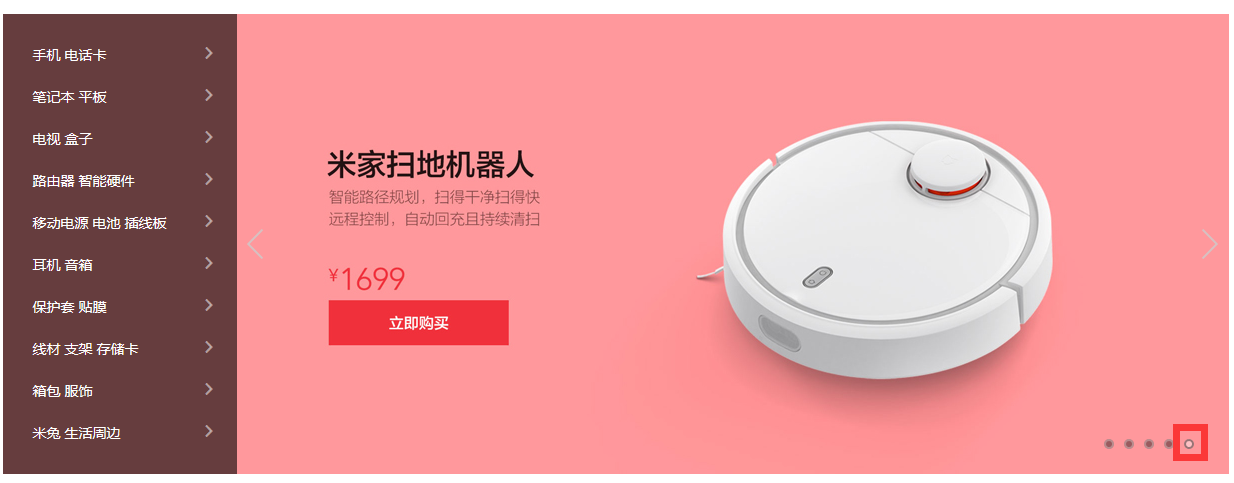 手机 电话卡
笔记本 平板
电视 盒子
路由器 智能硬件
移动电源 电池 插线板
耳机 音箱
保护套 贴膜
线材 支架 存储卡
箱包 服饰
米兔 生活周边
米家扫地机器人
智能路径规划，扫得干净扫得快
远程控制，自动回充且持续清扫
¥1699
立即购买